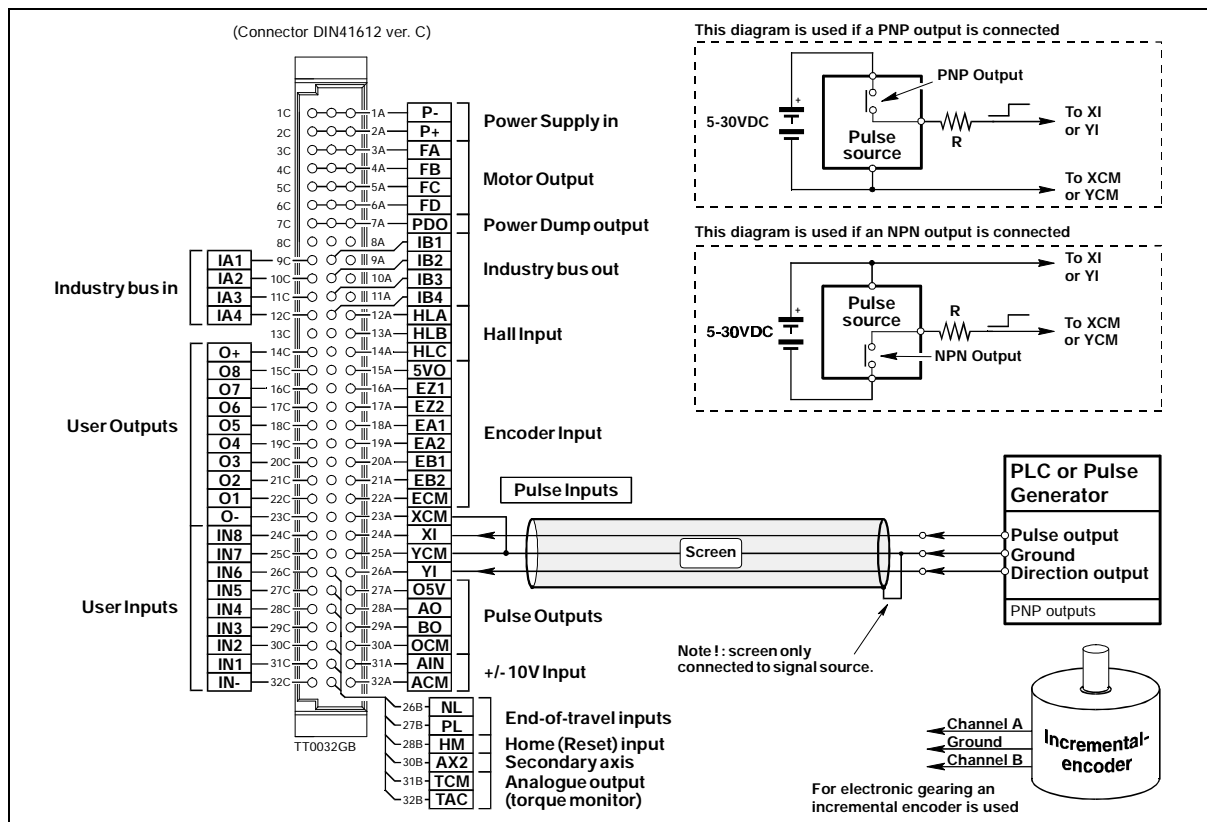 (Connector DIN41612 ver. C)
1C 1A P-
2C 2A P+
Power Supply in
3C 3A FA
4C 4A FB
5C 5A FC
6C 6A FD
Motor Output
7C 7A PDO
Power Dump output
8C 8A IB1
IA1 9C 9A IB2
IA2 10C 10A IB3
IA3 11C 11A IB4
Industry bus in
Industry bus out
IA4 12C 12A HLA
13C 13A HLB
O+ 14C 14A HLC
Hall Input
O8 15C 15A 5VO
O7 16C 16A EZ1
O6 17C 17A EZ2
O5 18C 18A EA1
O4 19C 19A EA2
O3 20C 20A EB1
O2 21C 21A EB2
O1 22C 22A ECM
User Outputs
Encoder Input
O- 23C 23A XCM
IN8 24C 24A XI
IN7 25C 25A YCM
IN6 26C 26A YI
Pulse Inputs
IN5 27C 27A O5V
IN4 28C 28A AO
IN3 29C 29A BO
IN2 30C 30A OCM
User Inputs
Pulse Outputs
IN1 31C 31A AIN
IN- 32C 32A ACM
+/- 10V Input
26B NL
27B PL
End-of-travel inputs
28B HM Home (Reset) input
30B AX2 Secondary axis
31B TCM Analogue output
32B TAC (torque monitor)
TT0032GB
This diagram is used if a PNP output is connected
+
PNP Output
5-30VDC
Pulse
source
R
To XI
or YI
To XCM
or YCM
This diagram is used if an NPN output is connected
+
To XI
or YI
Pulse
source
R
5-30VDC
To XCM
or YCM
NPN Output
PLC or Pulse
Generator
Pulse output
Ground
Direction output
PNP outputs
Screen
Note ! : screen only
connected to signal source.
Channel A
Ground
Channel B
Incremental-
encoder
For electronic gearing an
incremental encoder is used